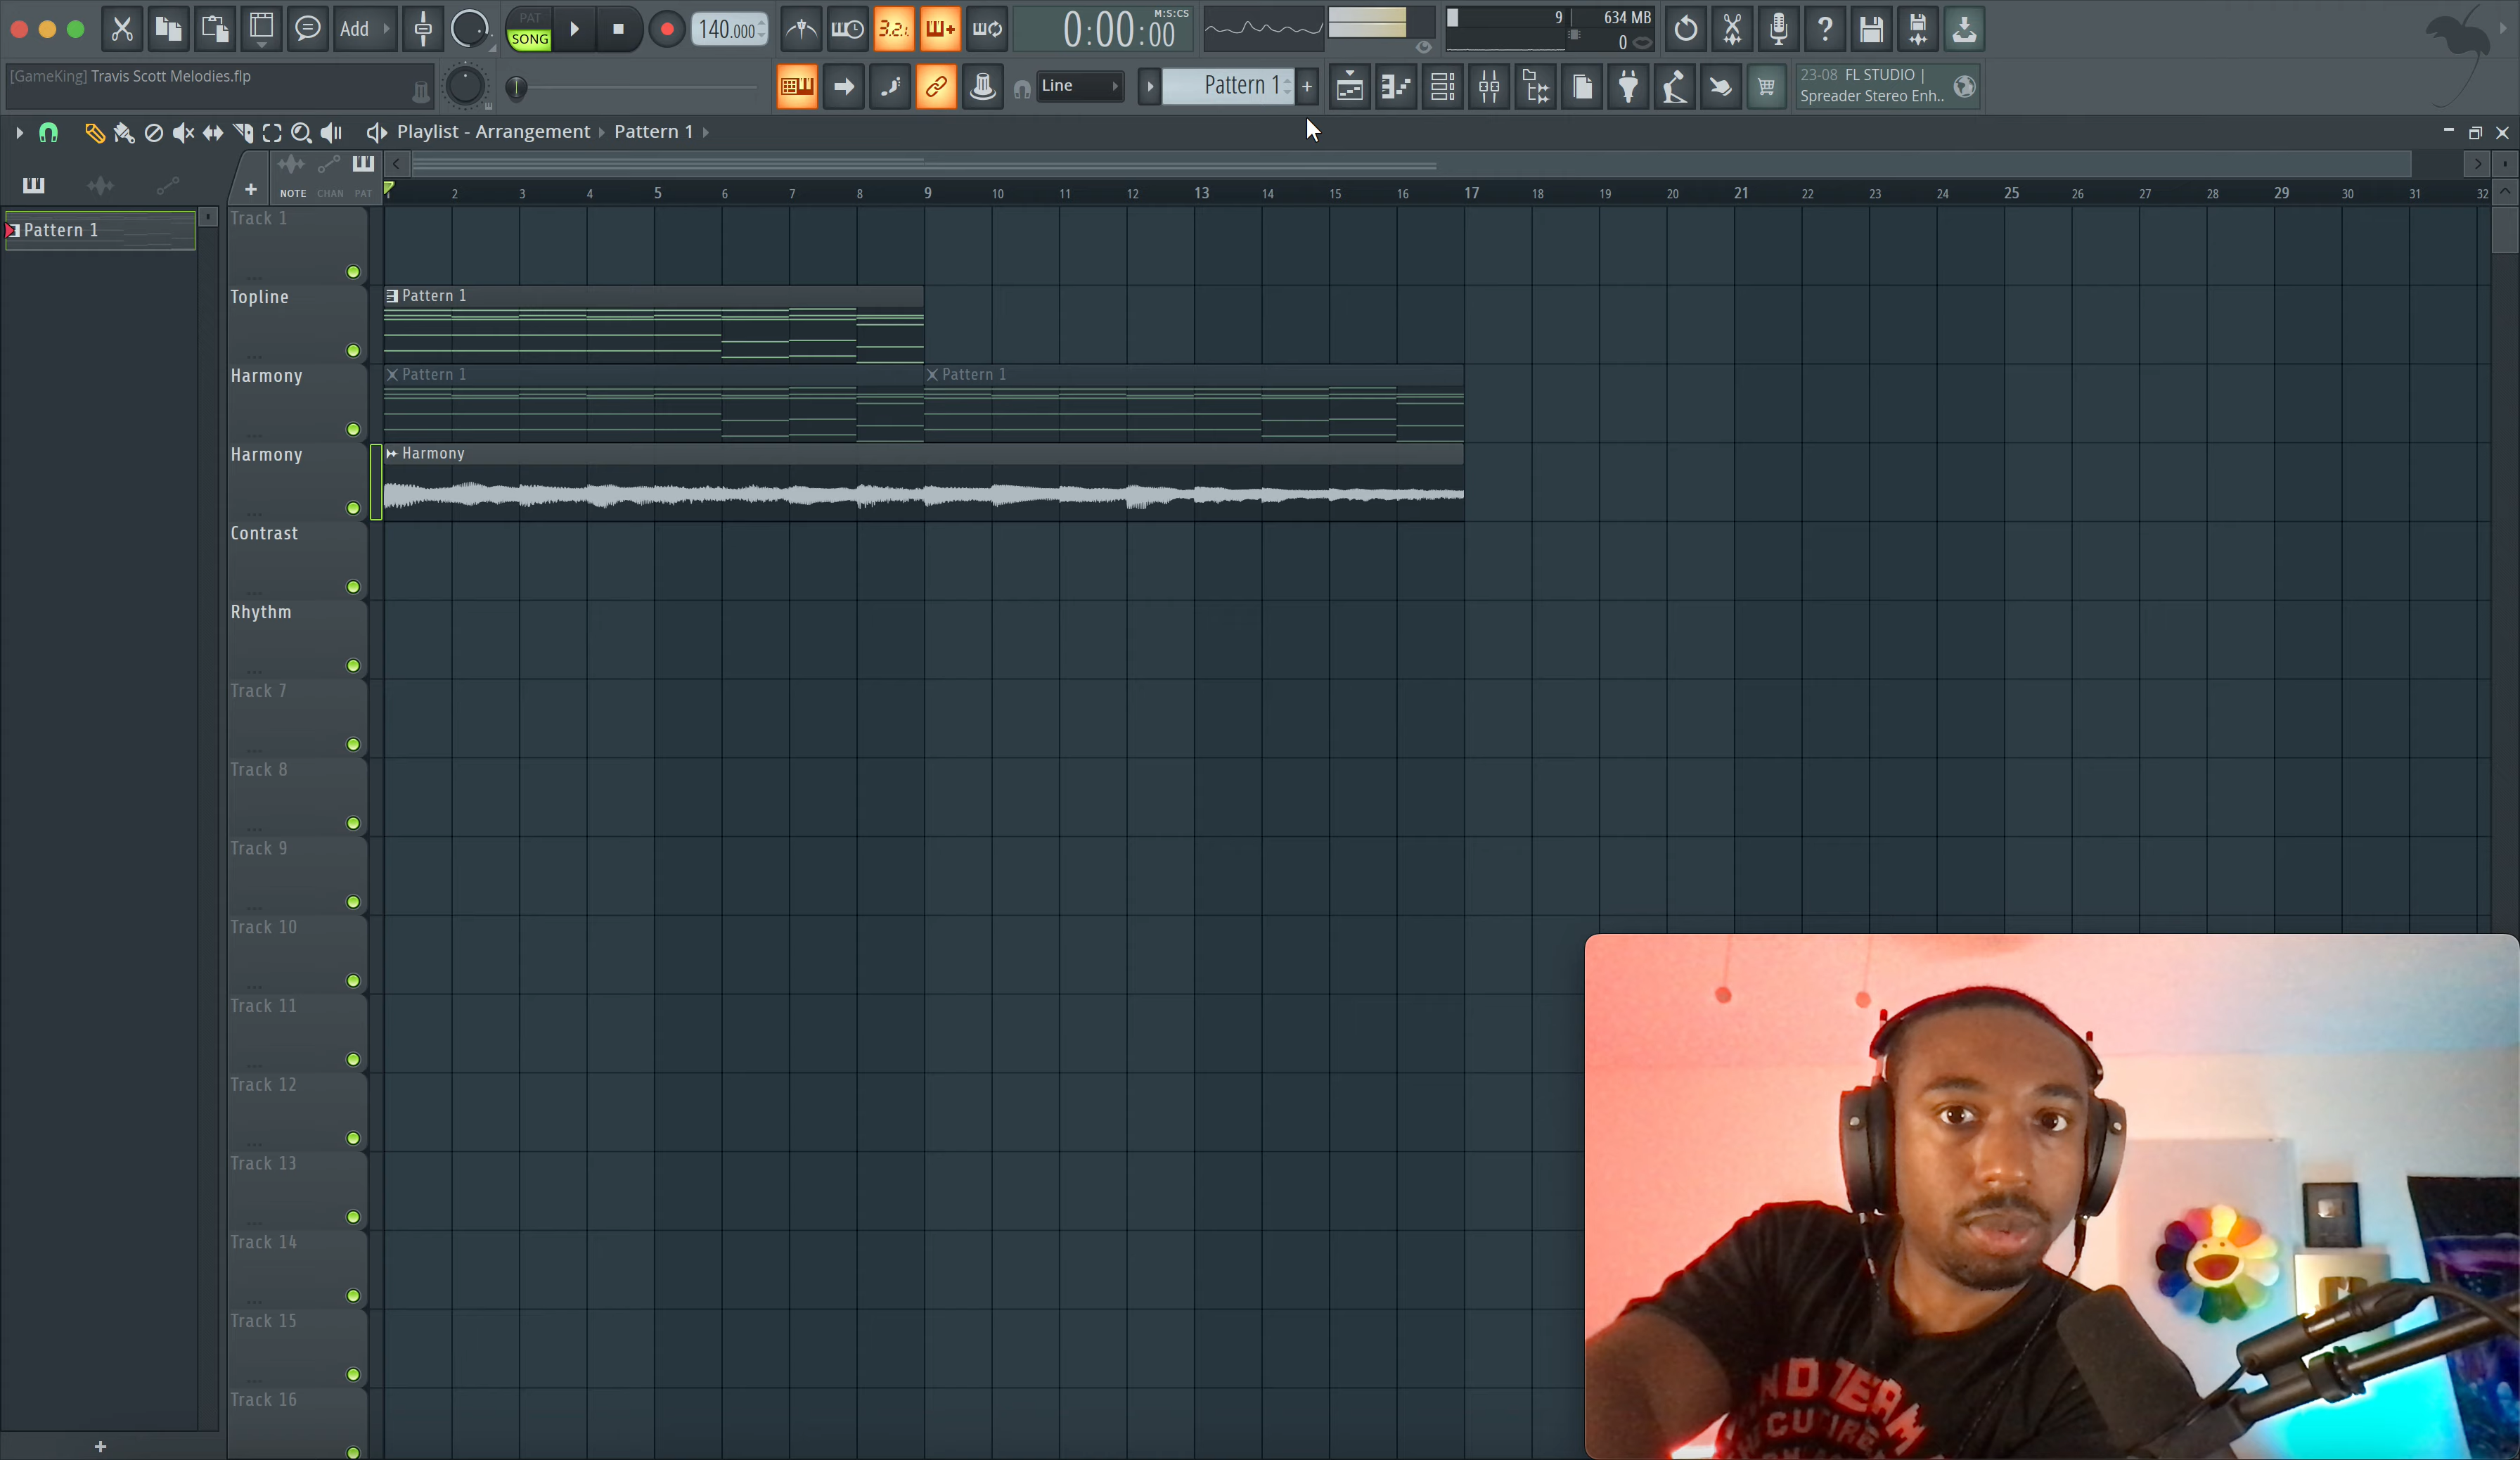 Add
PAT
SONG
140.000
3.2.
0:00:00
M:S:CS
9
634 MB
0
[GameKing] Travis Scott Melodies.flp
Line
Pattern 1
+
23-08 FL STUDIO |
Spreader Stereo Enh..
Playlist - Arrangement
Pattern 1
NOTE
CHAN
PAT
1
2
3
4
5
6
7
8
9
10
11
12
13
14
15
16
17
18
19
20
21
22
23
24
25
26
27
28
29
30
31
32
Pattern 1
Track 1
Topline
Pattern 1
Harmony
Pattern 1
Pattern 1
Harmony
Harmony
Contrast
Rhythm
Track 7
Track 8
Track 9
Track 10
Track 11
Track 12
Track 13
Track 14
Track 15
Track 16